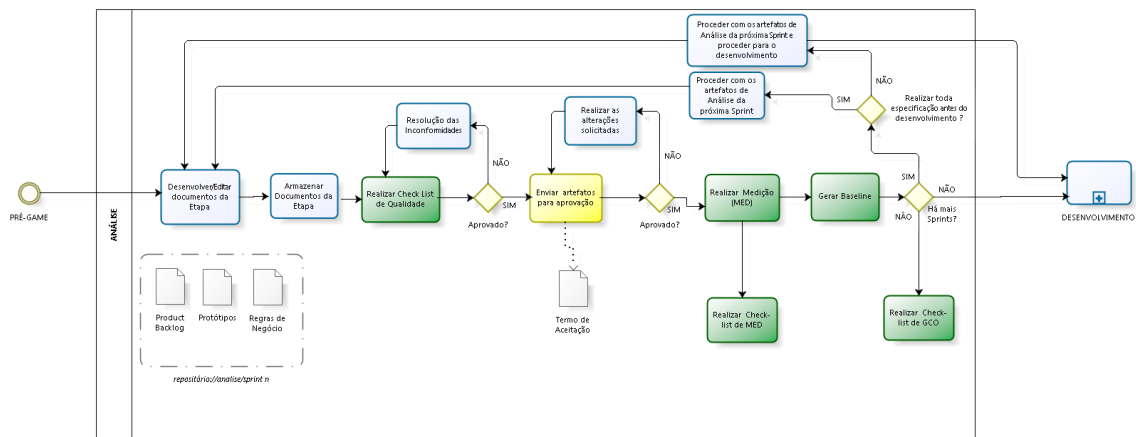 Proceder com os artefatos de
Análise da próxima Sprint e
proceder para o
desenvolvimento
Proceder com os
artefatos de
Análise da
próxima Sprint
NÃO
SIM
Realizar toda
especificação antes do
desenvolvimento ?
Resolução das
Inconformidades
NÃO
Realizar as
alterações
solicitadas
NÃO
PRÉ-GAME
ANÁLISE
Desenvolver/Editar
documentos da
Etapa
Armazenar
Documentos da
Etapa
Realizar Check List
de Qualidade
SIM
Aprovado?
Enviar artefatos
para aprovação
SIM
Aprovado?
Realizar Medição
(MED)
Gerar Baseline
SIM
NÃO
NÃO
Há mais
Sprints?
DESENVOLVIMENTO
Product
Backlog
Protótipos
Regras de
Negócio
repositório://analise/sprint n
Termo de
Aceitação
Realizar Check-
list de MED
Realizar Check-
list de GCO